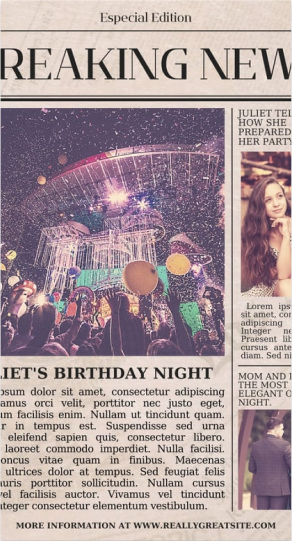 Especial Edition
REAKING NEW
JULIET TEL
HOW SHE
PREPARED
HER PARTY
Lorem ips
sit amet, con
adipiscing
Integer ne
Praesent lib
cursus ante
diam. Sed ni
LIET'S BIRTHDAY NIGHT
psum dolor sit amet, consectetur adipiscing
amus orci velit, porttitor nec justo eget,
um facilisis enim. Nullam ut tincidunt quam.
r in tempus est. Suspendisse sed urna
eleifend sapien quis, consectetur libero.
s laoreet commodo imperdiet. Nulla facilisi.
oncus vitae quam in finibus. Maecenas
ultrices dolor at tempus. Sed feugiat felis
auris porttitor sollicitudin. Nullam cursus
vel facilisis auctor. Vivamus vel tincidunt
nteger consectetur elementum vestibulum.
MOM AND I
THE MOST
ELEGANT O
NIGHT.
MORE INFORMATION AT WWW.REALLYGREATSITE.COM